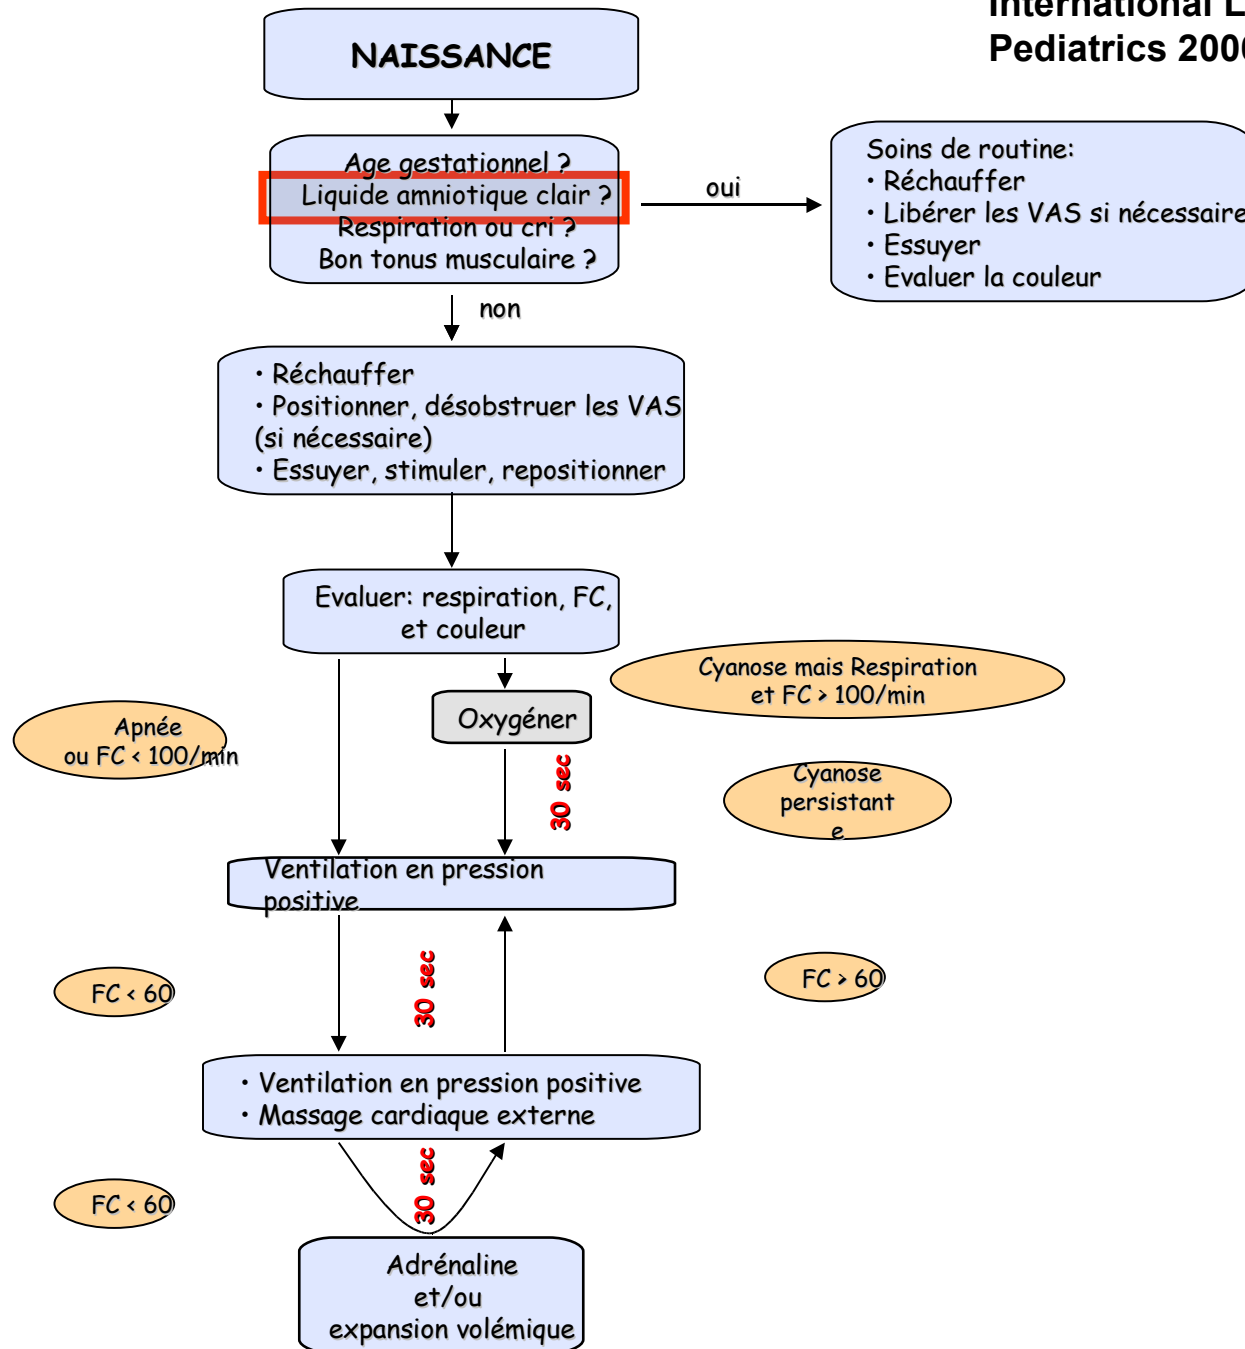 International L
Pediatrics 2006
NAISSANCE
Age gestationnel ?
Liquide amniotique clair ?
Respiration ou cri ?
Bon tonus musculaire ?
oui
Soins de routine:
• Réchauffer
• Libérer les VAS si nécessaire
• Essuyer
• Evaluer la couleur
non
• Réchauffer
• Positionner, désobstruer les VAS
(si nécessaire)
• Essuyer, stimuler, repositionner
Evaluer: respiration, FC,
et couleur
Cyanose mais Respiration
et FC > 100/min
Oxygéner
Apnée
ou FC < 100/min
30 sec
Cyanose
persistant
e
Ventilation en pression
positive
30 sec
FC < 60
FC > 60
• Ventilation en pression positive
• Massage cardiaque externe
30 sec
FC < 60
Adrénaline
et/ou
expansion volémique